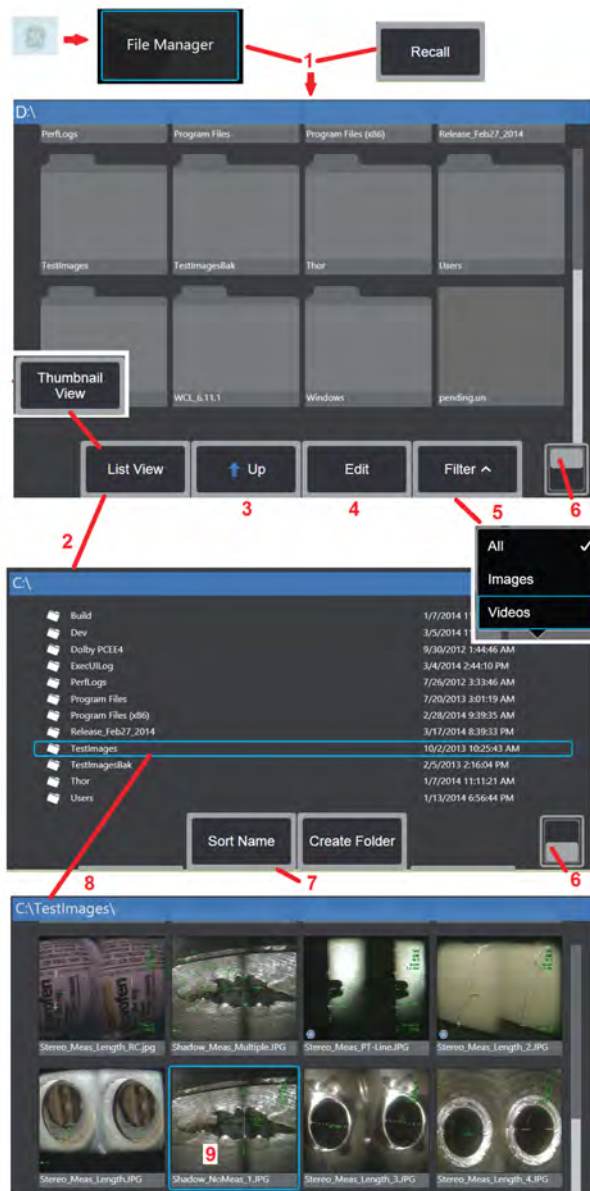 File Manager
1
Recall
D:\
PerfLogs
Program Files
Program Files (x86)
Release_Feb27_2014
TestImages
TestImagesBak
Thor
Users
Thumbnail View
WCL_6.11.1
Windows
pending.un
List View
Up
Edit
Filter
2
3
4
5
6
All
Images
Videos
C:\
Build
1/7/2014 11
Dev
3/5/2014 11
Dolby PCEE4
9/30/2012 1:44:46 AM
ExecUILog
3/4/2014 2:44:10 PM
PerfLogs
7/26/2012 3:33:46 AM
Program Files
7/20/2013 3:01:19 AM
Program Files (x86)
2/28/2014 9:39:35 AM
Release_Feb27_2014
3/17/2014 8:39:33 PM
TestImages
10/2/2013 10:25:43 AM
TestImagesBak
2/5/2013 2:16:04 PM
Thor
1/7/2014 11:11:21 AM
Users
1/13/2014 6:56:44 PM
Sort Name
Create Folder
8
7
6
C:\TestImages\
Stereo_Meas_Length_RC.jpg
Shadow_Meas_Multiple.JPG
Stereo_Meas_PT-Line.JPG
Stereo_Meas_Length_2.JPG
9
Stereo_Meas_Length.JPG
Shadow_NoMeas_1.JPG
Stereo_Meas_Length_3.JPG
Stereo_Meas_Length_4.JPG